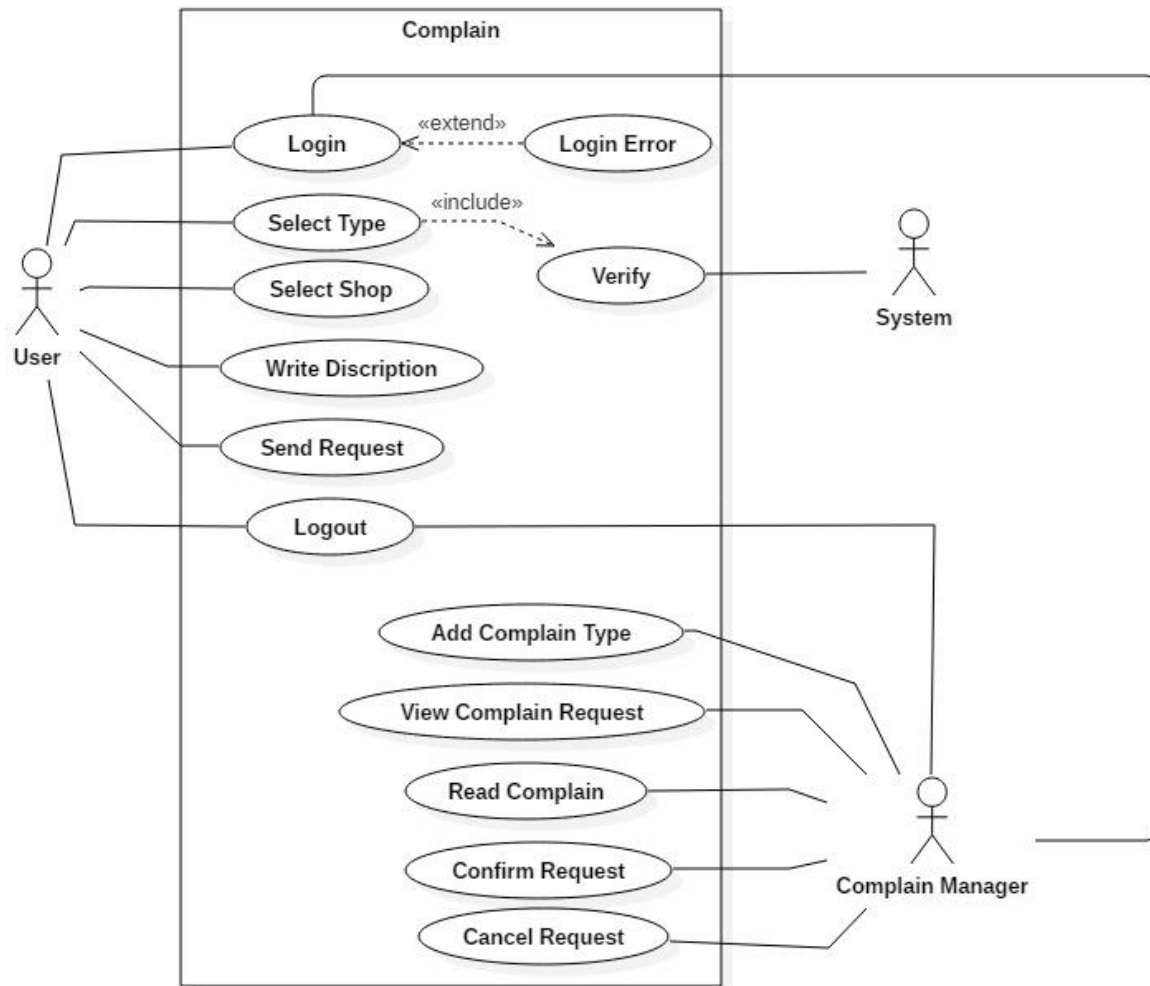 Complain
Login
«extend»
Login Error
Select Type
«include»
Verify
Select Shop
System
User
Write Discription
Send Request
Logout
Add Complain Type
View Complain Request
Read Complain
Confirm Request
Complain Manager
Cancel Request